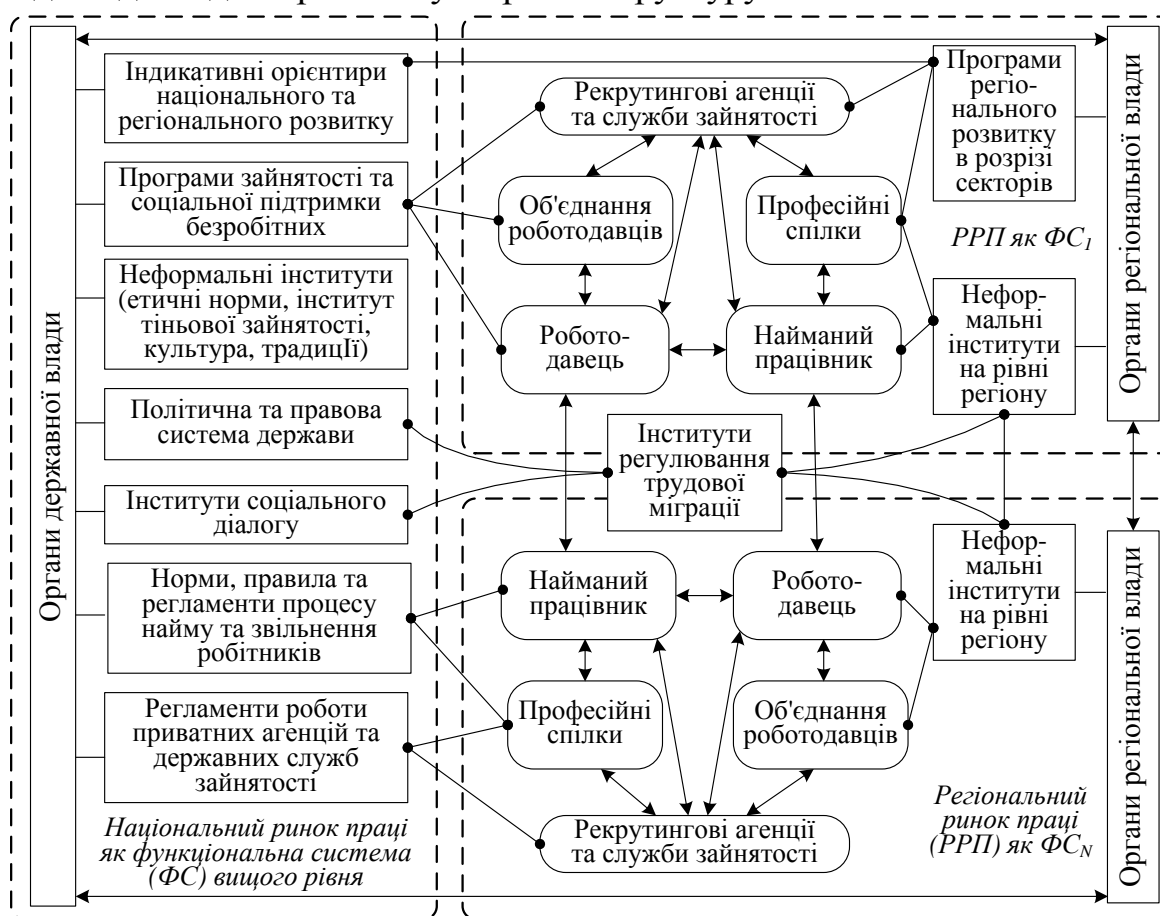 Органи державної влади
Індикативні орієнтири
національного та
регіонального розвитку
Програми зайнятості та
соціальної підтримки
безробітних
Неформальні інститути
(етичні норми, інститут
тіньової зайнятості,
культура, традицІї)
Політична та правова
система держави
Інститути соціального
діалогу
Норми, правила та
регламенти процесу
найму та звільнення
робітників
Регламенти роботи
приватних агенцій та
державних служб
зайнятості
Національний ринок праці
як функціональна система
(ФС) вищого рівня
Рекрутингові агенції
та служби зайнятості
Об'єднання
роботодавців
Професійні
спілки
Робото-
давець
Найманий
працівник
Програми
регіо-
нального
розвитку
в розрізі
секторів
РРП як ФС1
Нефор-
мальні
інститути
на рівні
регіону
Органи регіональної влади
Інститути
регулювання
трудової
міграції
Найманий
працівник
Робото-
давець
Професійні
спілки
Об'єднання
роботодавців
Рекрутингові агенції
та служби зайнятості
Нефор-
мальні
інститути
на рівні
регіону
Регіональний
ринок праці
(РРП) як ФСN
Органи регіональної влади